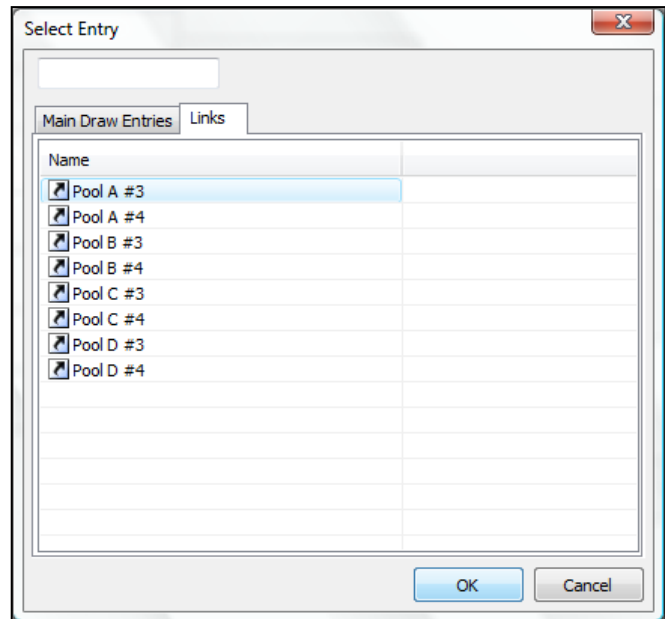 Select Entry
Main Draw Entries Links
Name
Pool A #3
Pool A #4
Pool B #3
Pool B #4
Pool C #3
Pool C #4
Pool D #3
Pool D #4
OK Cancel